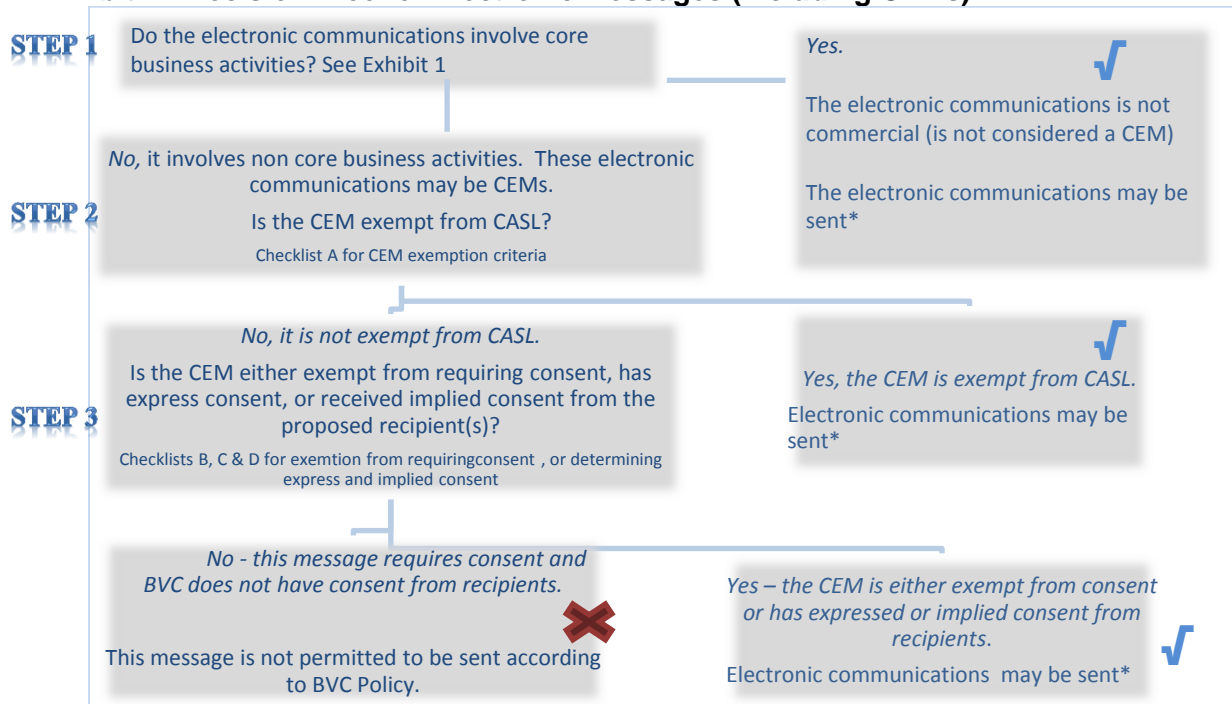 Electronic Messages (including
STEP 1
Do the electronic communications involve core
business activities? See Exhibit 1
Yes.
The electronic communications is not
commercial (is not considered a CEM)
The electronic communications may be
sent*
STEP 2
No, it involves non core business activities. These electronic
communications may be CEMs.
Is the CEM exempt from CASL?
Checklist A for CEM exemption criteria
STEP 3
No, it is not exempt from CASL.
Is the CEM either exempt from requiring consent, has
express consent, or received implied consent from the
proposed recipient(s)?
Checklists B, C & D for exemtion from requiringconsent , or determining
express and implied consent
Yes, the CEM is exempt from CASL.
Electronic communications may be
sent*
No - this message requires consent and
BVC does not have consent from recipients.
This message is not permitted to be sent according
to BVC Policy.
Yes – the CEM is either exempt from consent
or has expressed or implied consent from
recipients.
Electronic communications may be sent*